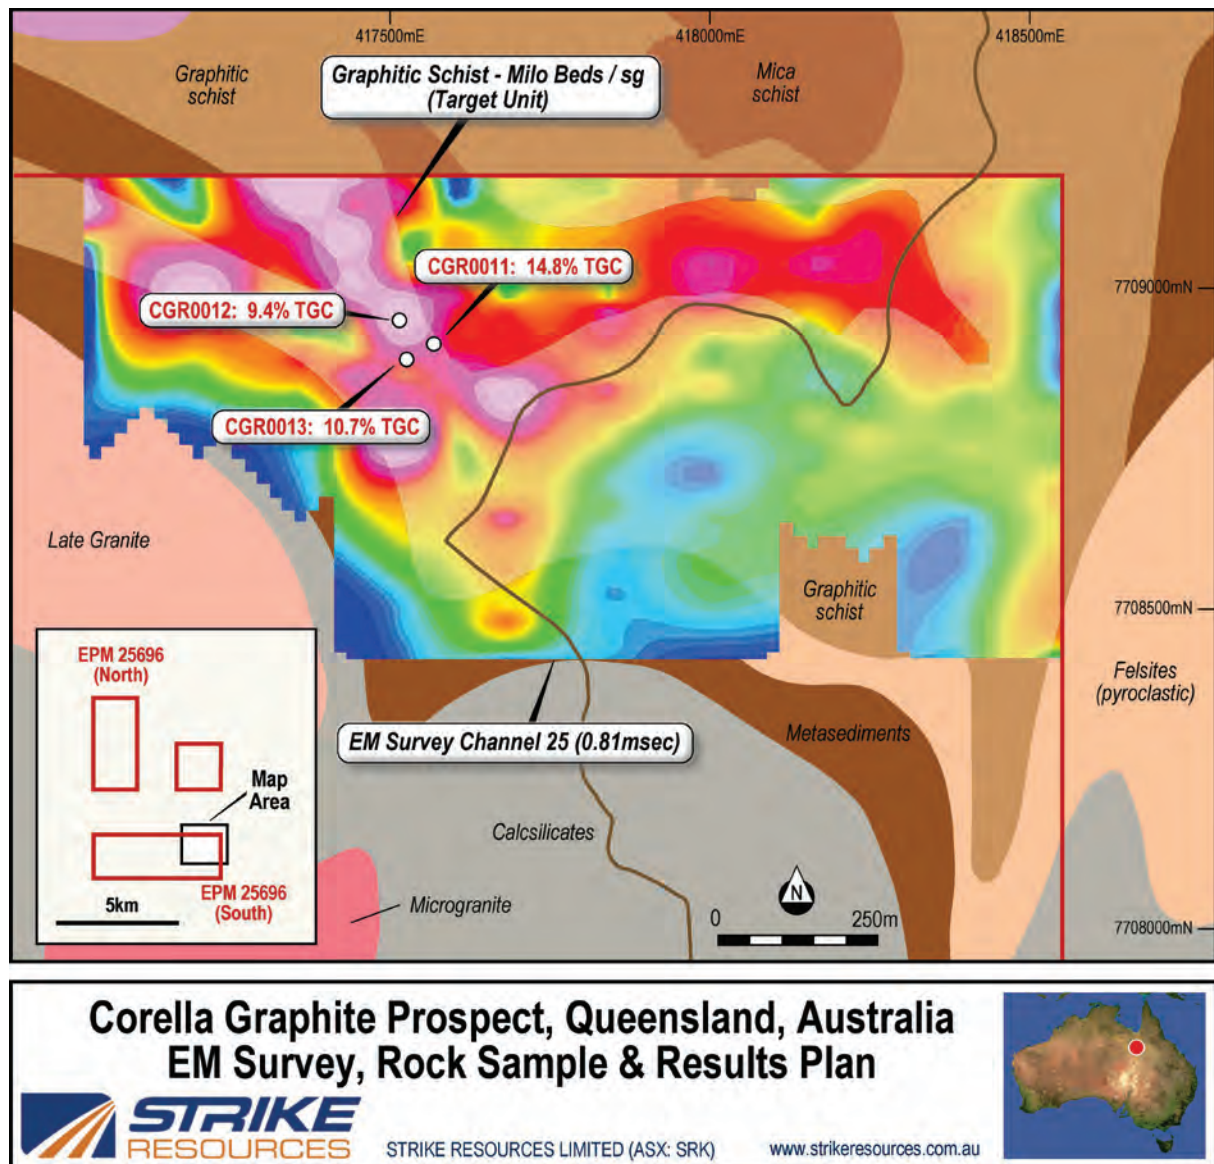 417500mE
418000mE
418500mE
Graphitic
schist
Graphitic Schist - Milo Beds / sg
(Target Unit)
Mica
schist
CGR0011: 14.8% TGC
7709000mN
CGR0012: 9.4% TGC
CGR0013: 10.7% TGC
Late Granite
Graphitic
schist
7708500mN
EPM 25696
(North)
Felsites
(pyroclastic)
EM Survey Channel 25 (0.81msec)
Metasediments
Map
Area
Calcsilicates
EPM 25696
(South)
5km
Microgranite
N
0
250m
7708000mN
Corella Graphite Prospect, Queensland, Australia
EM Survey, Rock Sample & Results Plan
STRIKE
RESOURCES
STRIKE RESOURCES LIMITED (ASX: SRK)
www.strikeresources.com.au